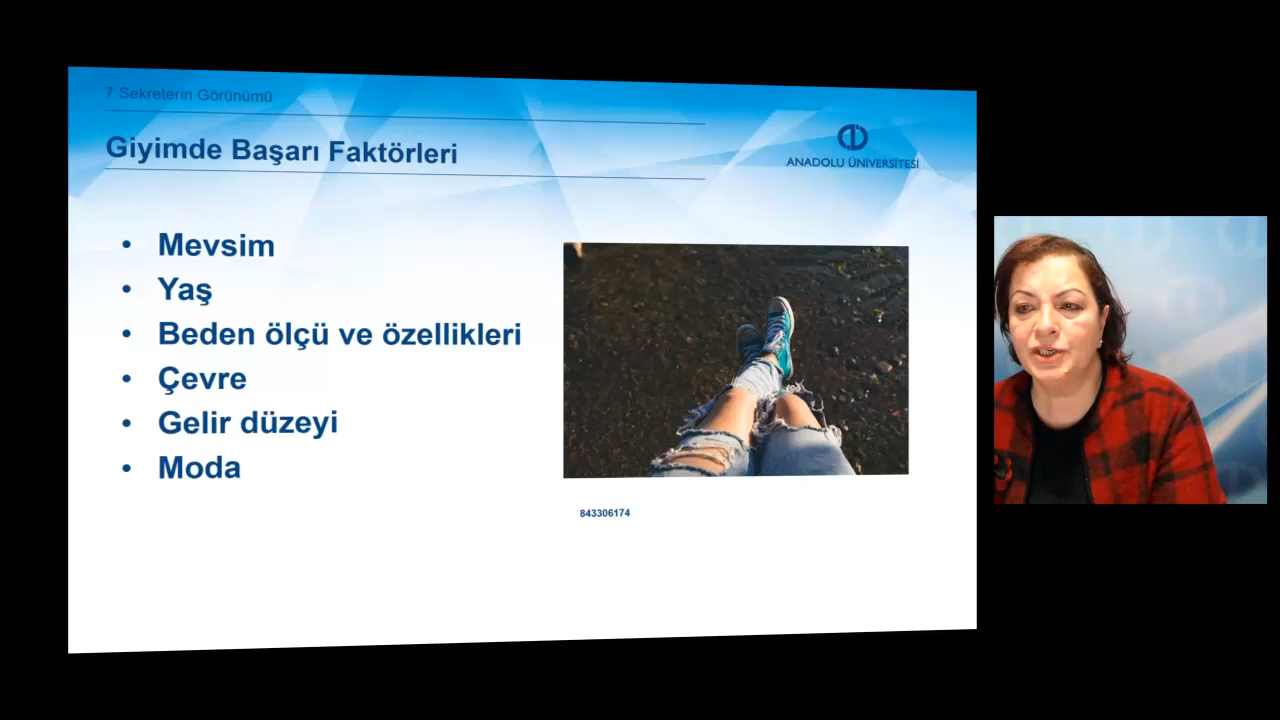 7 Sekreterin Görünümü
Giyimde Başarı Faktörleri
ANADOLU ÜNİVERSİTESİ
• Mevsim
• Yaş
• Beden ölçü ve özellikleri
• Çevre
• Gelir düzeyi
• Moda
843306174